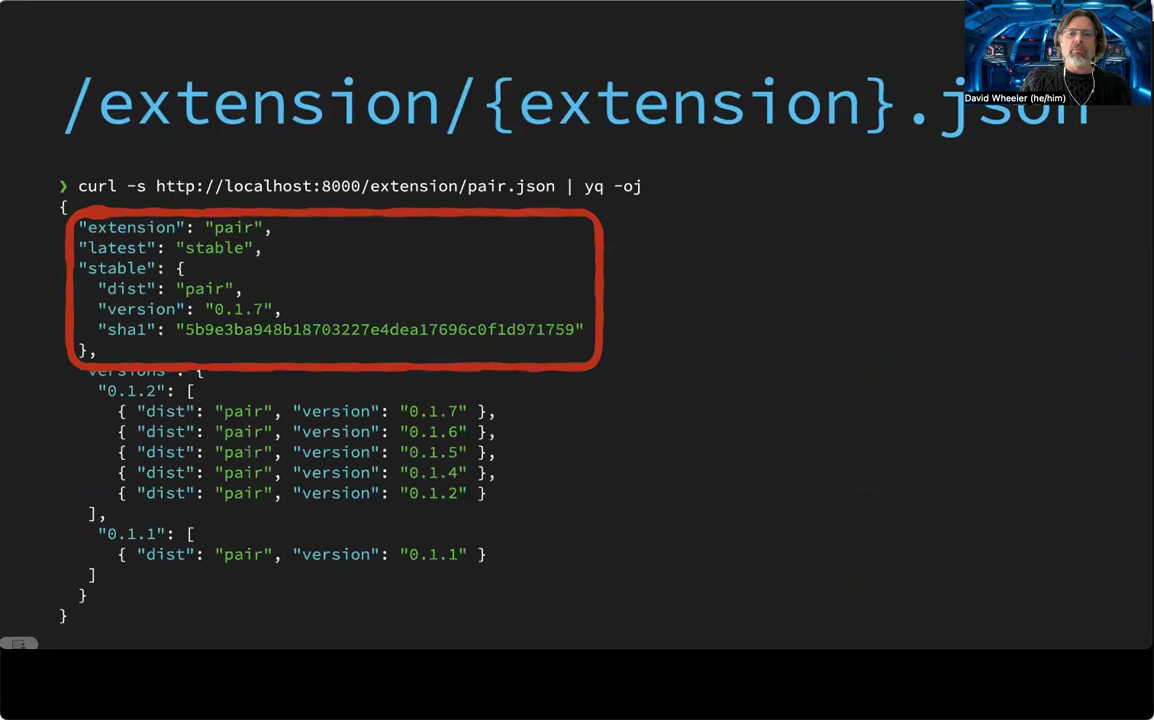 /extension/{extension}.json
David Wheeler (he/him)
❯ curl -s http://localhost:8000/extension/pair.json | yq -oj
{
"extension": "pair",
"latest": "stable",
"stable": {
"dist": "pair",
"version": "0.1.7",
"sha1": "5b9e3ba948b18703227e4dea17696c0f1d971759"
},
"versions": {
"0.1.2": [
{ "dist": "pair", "version": "0.1.7" },
{ "dist": "pair", "version": "0.1.6" },
{ "dist": "pair", "version": "0.1.5" },
{ "dist": "pair", "version": "0.1.4" },
{ "dist": "pair", "version": "0.1.2" }
],
"0.1.1": [
{ "dist": "pair", "version": "0.1.1" }
]
}
}